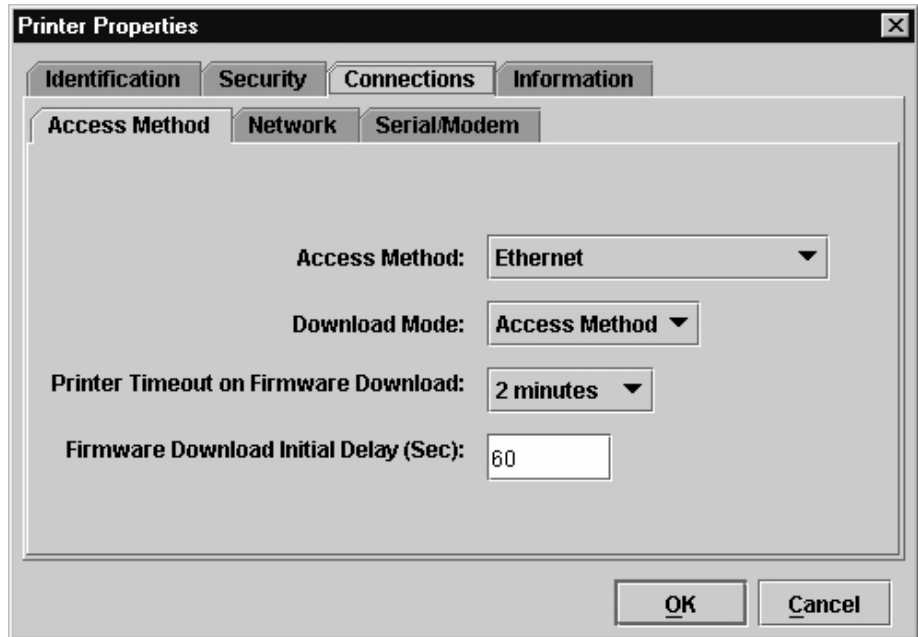 Printer Properties
Identification Security Connections Information
Access Method Network Serial/Modem
Access Method: Ethernet
Download Mode: Access Method
Printer Timeout on Firmware Download: 2 minutes
Firmware Download Initial Delay (Sec): 60
OK Cancel